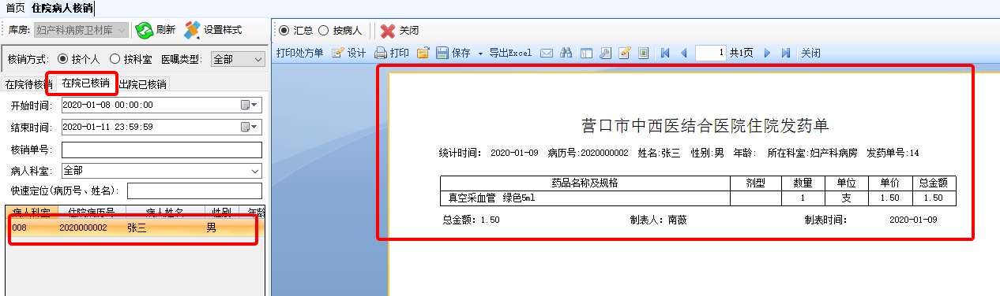 首页 住院病人核销
库房: 妇产科病房卫材库 刷新 设置样式
核销方式: 按个人 按科室 医嘱类型: 全部
在院待核销 在院已核销 出院已核销
开始时间: 2020-01-08 00:00:00
结束时间: 2020-01-11 23:59:59
核销单号:
病人科室: 全部
快速定位(病历号、姓名):
病人科室 住院病历号 病人姓名 性别 年龄
008 2020000002 张三 男
汇总 按病人 关闭
打印处方单 设计 打印 保存 导出Excel 1 共1页 关闭
营口市中西医结合医院住院发药单
统计时间: 2020-01-09 病历号:2020000002 姓名:张三 性别:男 年龄: 所在科室:妇产科病房 发药单号:14
药品名称及规格 剂型 数量 单位 单价 总金额
真空采血管 绿色5ml 1 支 1.50 1.50
总金额: 1.50 制表人: 南薇 制表时间: 2020-01-09